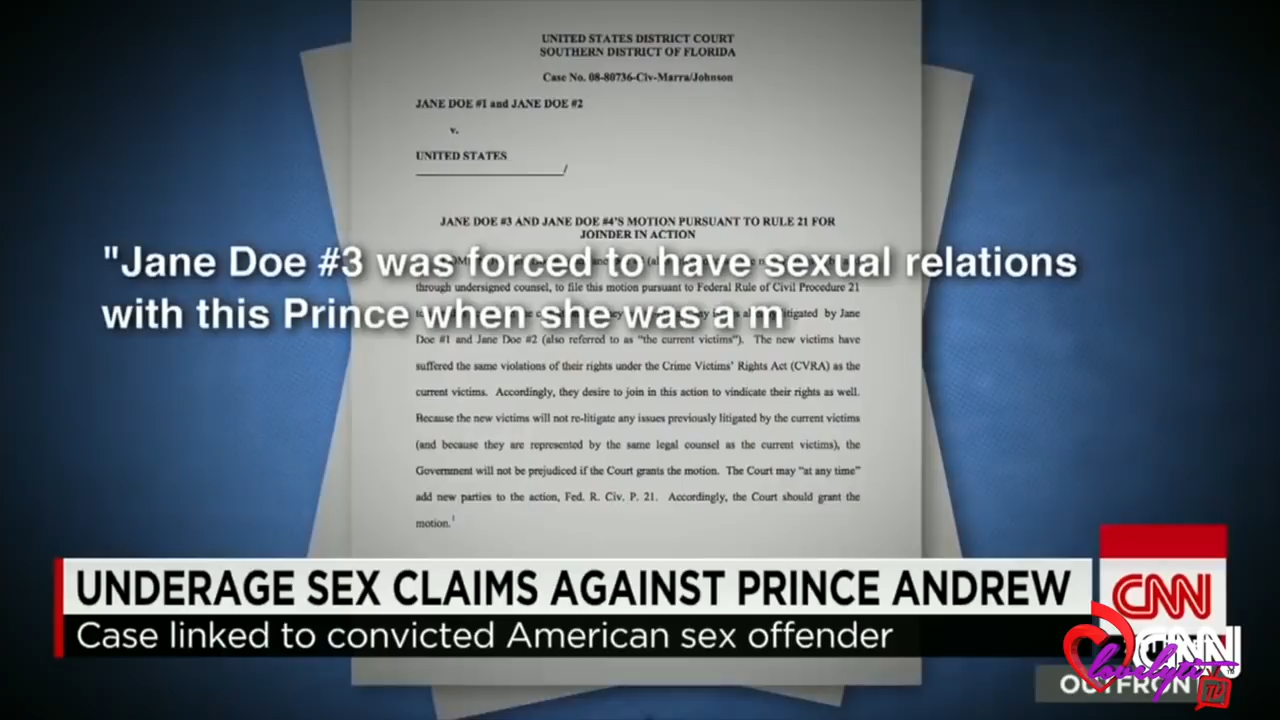 UNITED STATES DISTRICT COURT
SOUTHERN DISTRICT OF FLORIDA
Case No. 08-80736-Civ-Marra/Johnson
JANE DOE #1 and JANE DOE #2
v.
UNITED STATES
JANE DOE #3 AND JANE DOE #4'S MOTION PURSUANT TO RULE 21 FOR
JOINDER IN ACTION
"Jane Doe #3 was forced to have sexual relations
through undersigned counsel, to file this motion pursuant to Federal Rule of Civil Procedure 21
with this Prince when she was a m
litigated by Jane
Doe #1 and Jane Doe #2 (also referred to as "the current victims"). The new victims have
suffered the same violations of their rights under the Crime Victims' Rights Act (CVRA) as the
current victims. Accordingly, they desire to join in this action to vindicate their rights as well.
Because the new victims will not re-litigate any issues previously litigated by the current victims
(and because they are represented by the same legal counsel as the current victims), the
Government will not be prejudiced if the Court grants the motion. The Court may "at any time"
add new parties to the action, Fed. R. Civ. P. 21. Accordingly, the Court should grant the
motion.1
UNDERAGE SEX CLAIMS AGAINST PRINCE ANDREW
Case linked to convicted American sex offender
CNN
CNN
lovelyti
TV
OUTFRONT